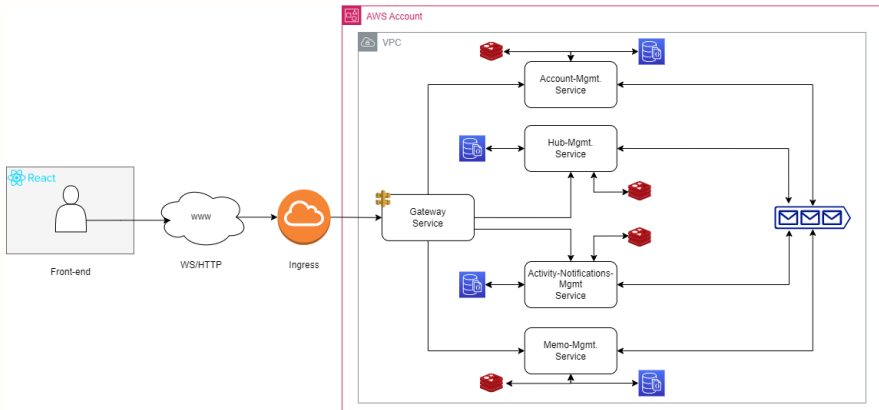 AWS Account
VPC
Account-Mgmt.
Service
Hub-Mgmt.
Service
React
www
Gateway
Service
Front-end
WS/HTTP
Ingress
Activity-Notifications-
Mgmt
Service
Memo-Mgmt.
Service